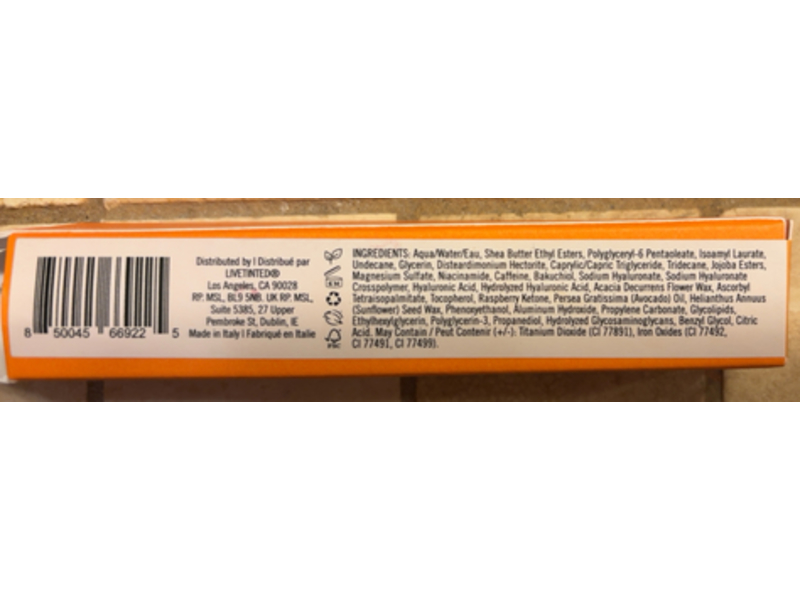 Distributed by | Distribué par
LIVETINTED®
Los Angeles, CA 90028
RP. MSL, BL9 5NB. UK RP. MSL,
Suite 5385, 27 Upper
Pembroke St, Dublin, IE
Made in Italy | Fabriqué en Italie
8 50045 66922 5
INGREDIENTS: Aqua/Water/Eau, Shea Butter Ethyl Esters, Polyglyceryl-6 Pentaoleate, Isoamyl Laurate,
Undecane, Glycerin, Disteardimonium Hectorite, Caprylic/Capric Triglyceride, Tridecane, Jojoba Esters,
Magnesium Sulfate, Niacinamide, Caffeine, Bakuchiol, Sodium Hyaluronate, Sodium Hyaluronate
Crosspolymer, Hyaluronic Acid, Hydrolyzed Hyaluronic Acid, Acacia Decurrens Flower Wax, Ascorbyl
Tetraisopalmitate, Tocopherol, Raspberry Ketone, Persea Gratissima (Avocado) Oil, Helianthus Annuus
(Sunflower) Seed Wax, Phenoxyethanol, Aluminum Hydroxide, Propylene Carbonate, Glycolipids,
Ethylhexylglycerin, Polyglycerin-3, Propanediol, Hydrolyzed Glycosaminoglycans, Benzyl Glycol, Citric
Acid. May Contain / Peut Contenir (+/-): Titanium Dioxide (CI 77891), Iron Oxides (CI 77492,
CI 77491, CI 77499).